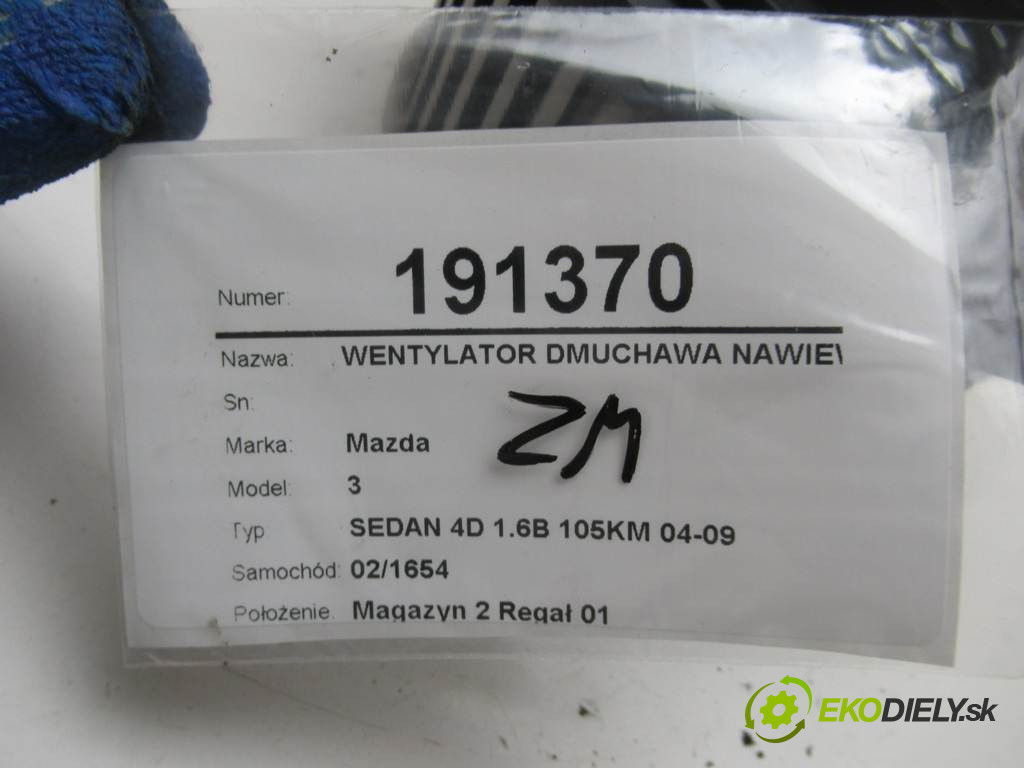 Numer: 191370
Nazwa: WENTYLATOR DMUCHAWA NAWIEW
Sn:
Marka: Mazda
ZM
Model: 3
Typ SEDAN 4D 1.6B 105KM 04-09
Samochód: 02/1654
Położenie. Magazyn 2 Regał 01
EKODIELY.sk